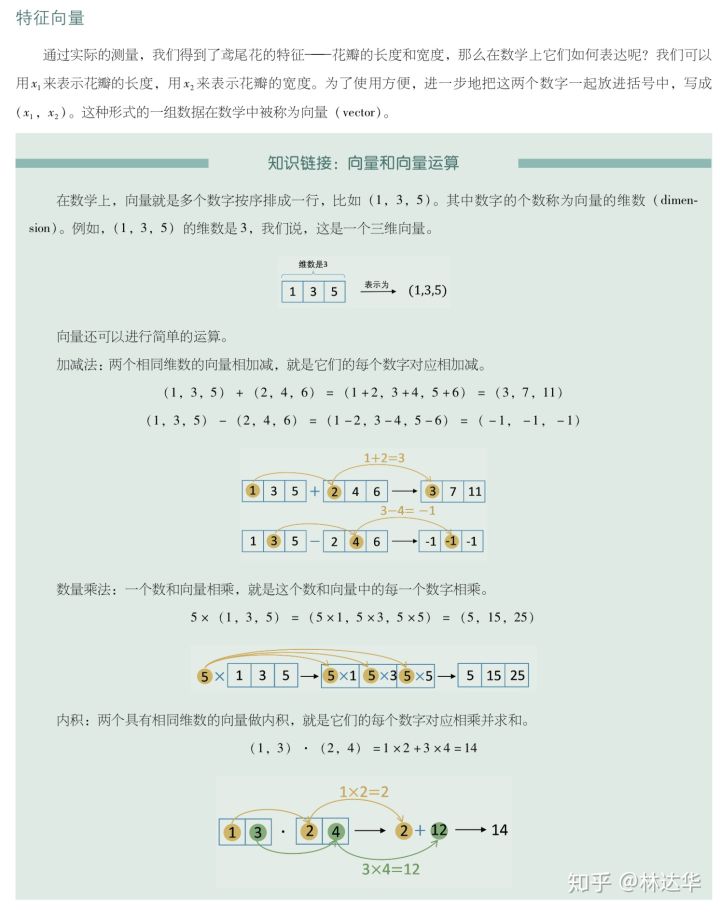 特征向量
通过实际的测量，我们得到了鸢尾花的特征——花瓣的长度和宽度，那么在数学上它们如何表达呢？我们可以
用x₁来表示花瓣的长度，用x₂来表示花瓣的宽度。为了使用方便，进一步地把这两个数字一起放进括号中，写成
(x₁，x₂)。这种形式的一组数据在数学中被称为向量（vector）。
知识链接：向量和向量运算
在数学上，向量就是多个数字按序排成一行，比如（1，3，5）。其中数字的个数称为向量的维数（dimen-
sion）。例如，（1，3，5）的维数是3，我们说，这是一个三维向量。
维数是3
1 3 5 表示为 (1,3,5)
向量还可以进行简单的运算。
加减法：两个相同维数的向量相加减，就是它们的每个数字对应相加减。
（1，3，5）+（2，4，6）=（1+2，3+4，5+6）=（3，7，11）
（1，3，5）-（2，4，6）=（1-2，3-4，5-6）=（-1，-1，-1）
1+2=3
1 3 5 + 2 4 6 → 3 7 11
3−4= −1
1 3 5 − 2 4 6 → -1 -1 -1
数量乘法：一个数和向量相乘，就是这个数和向量中的每一个数字相乘。
5×（1，3，5）=（5×1，5×3，5×5）=（5，15，25）
5× 1 3 5 → 5×1 5×3 5×5 → 5 15 25
内积：两个具有相同维数的向量做内积，就是它们的每个数字对应相乘并求和。
（1，3）·（2，4）=1×2+3×4=14
1×2=2
1 3 · 2 4 → 2+12 → 14
3×4=12
知乎 @林达华